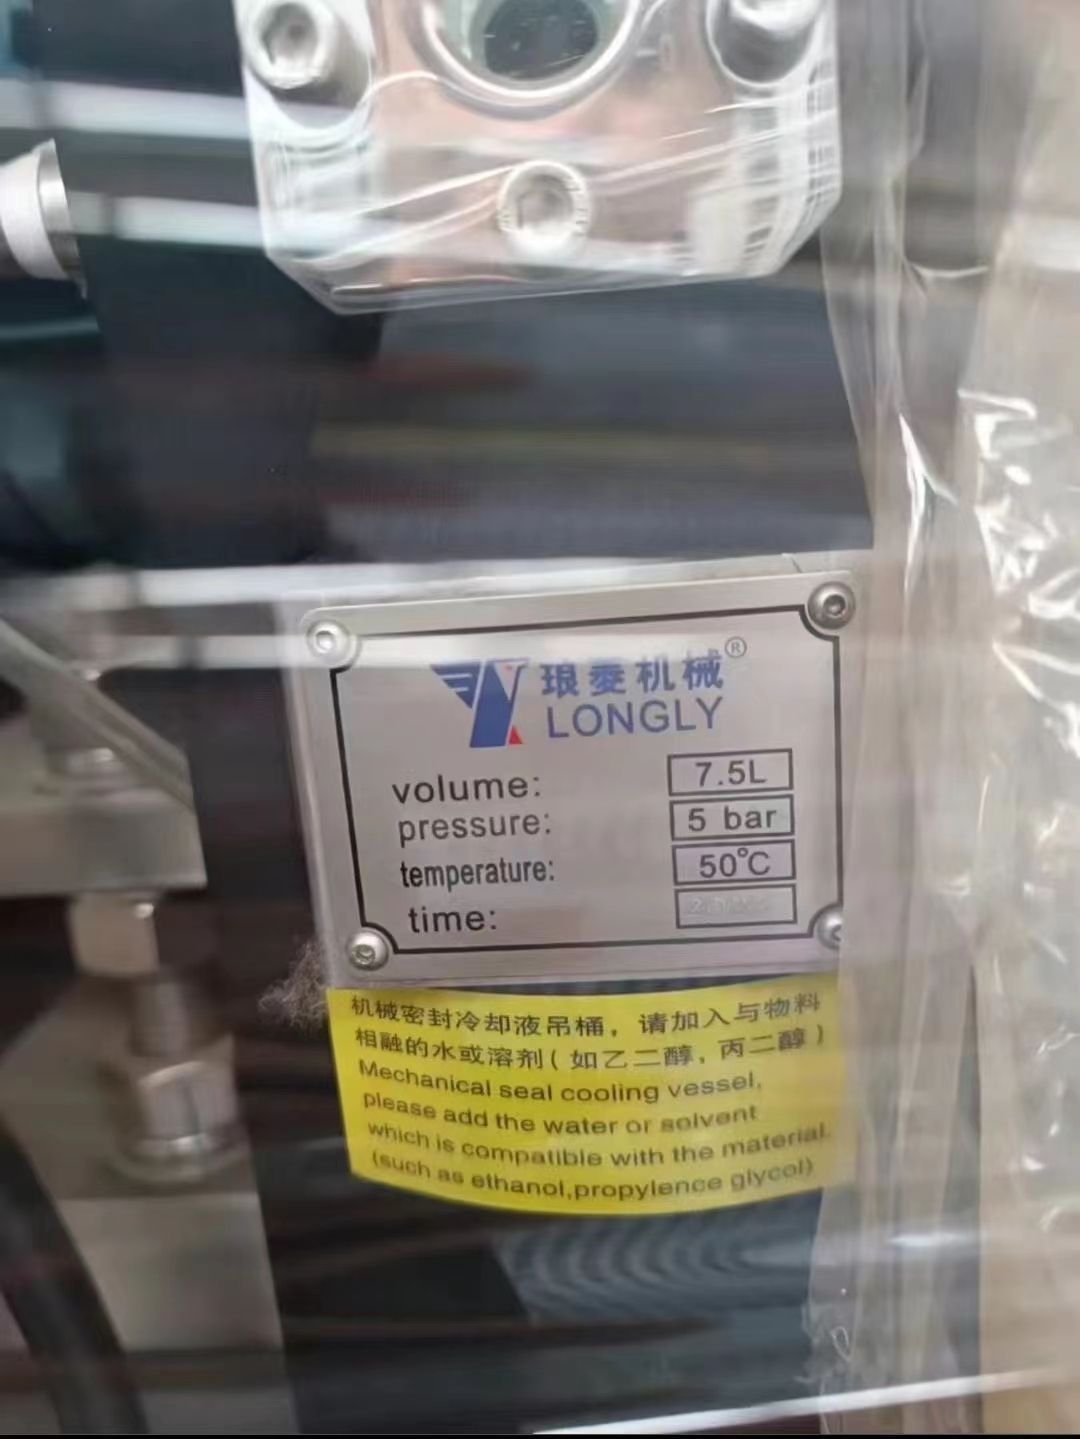 琅菱机械®
LONGLY
volume: 7.5L
pressure: 5 bar
temperature: 50°C
time:
机械密封冷却液吊桶，请加入与物料
相融的水或溶剂（如乙二醇，丙二醇）
Mechanical seal cooling vessel,
please add the water or solvent
which is compatible with the material.
(such as ethanol,propylence glycol)